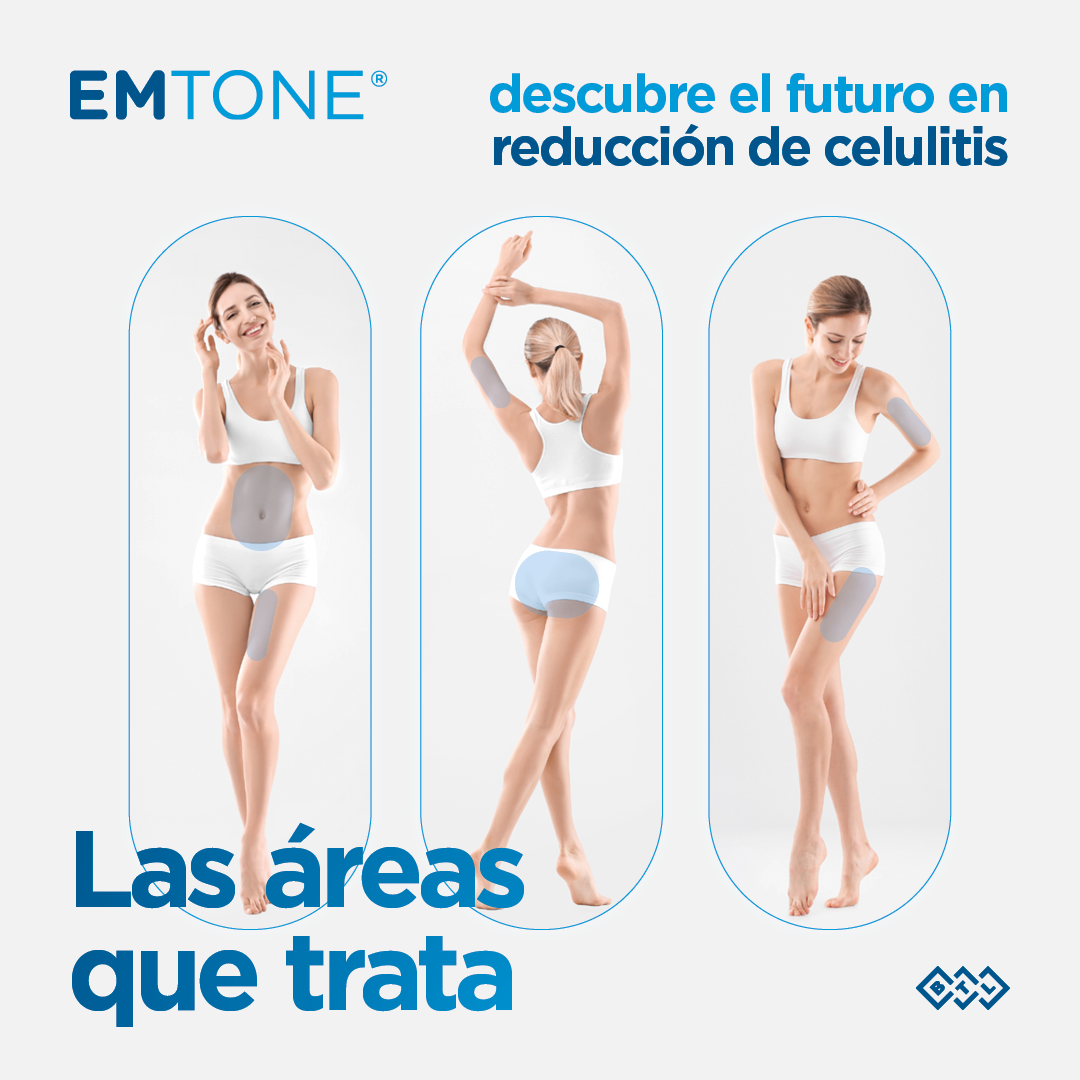 EMTONE®
descubre el futuro en
reducción de celulitis
Las áreas
que trata
BTL